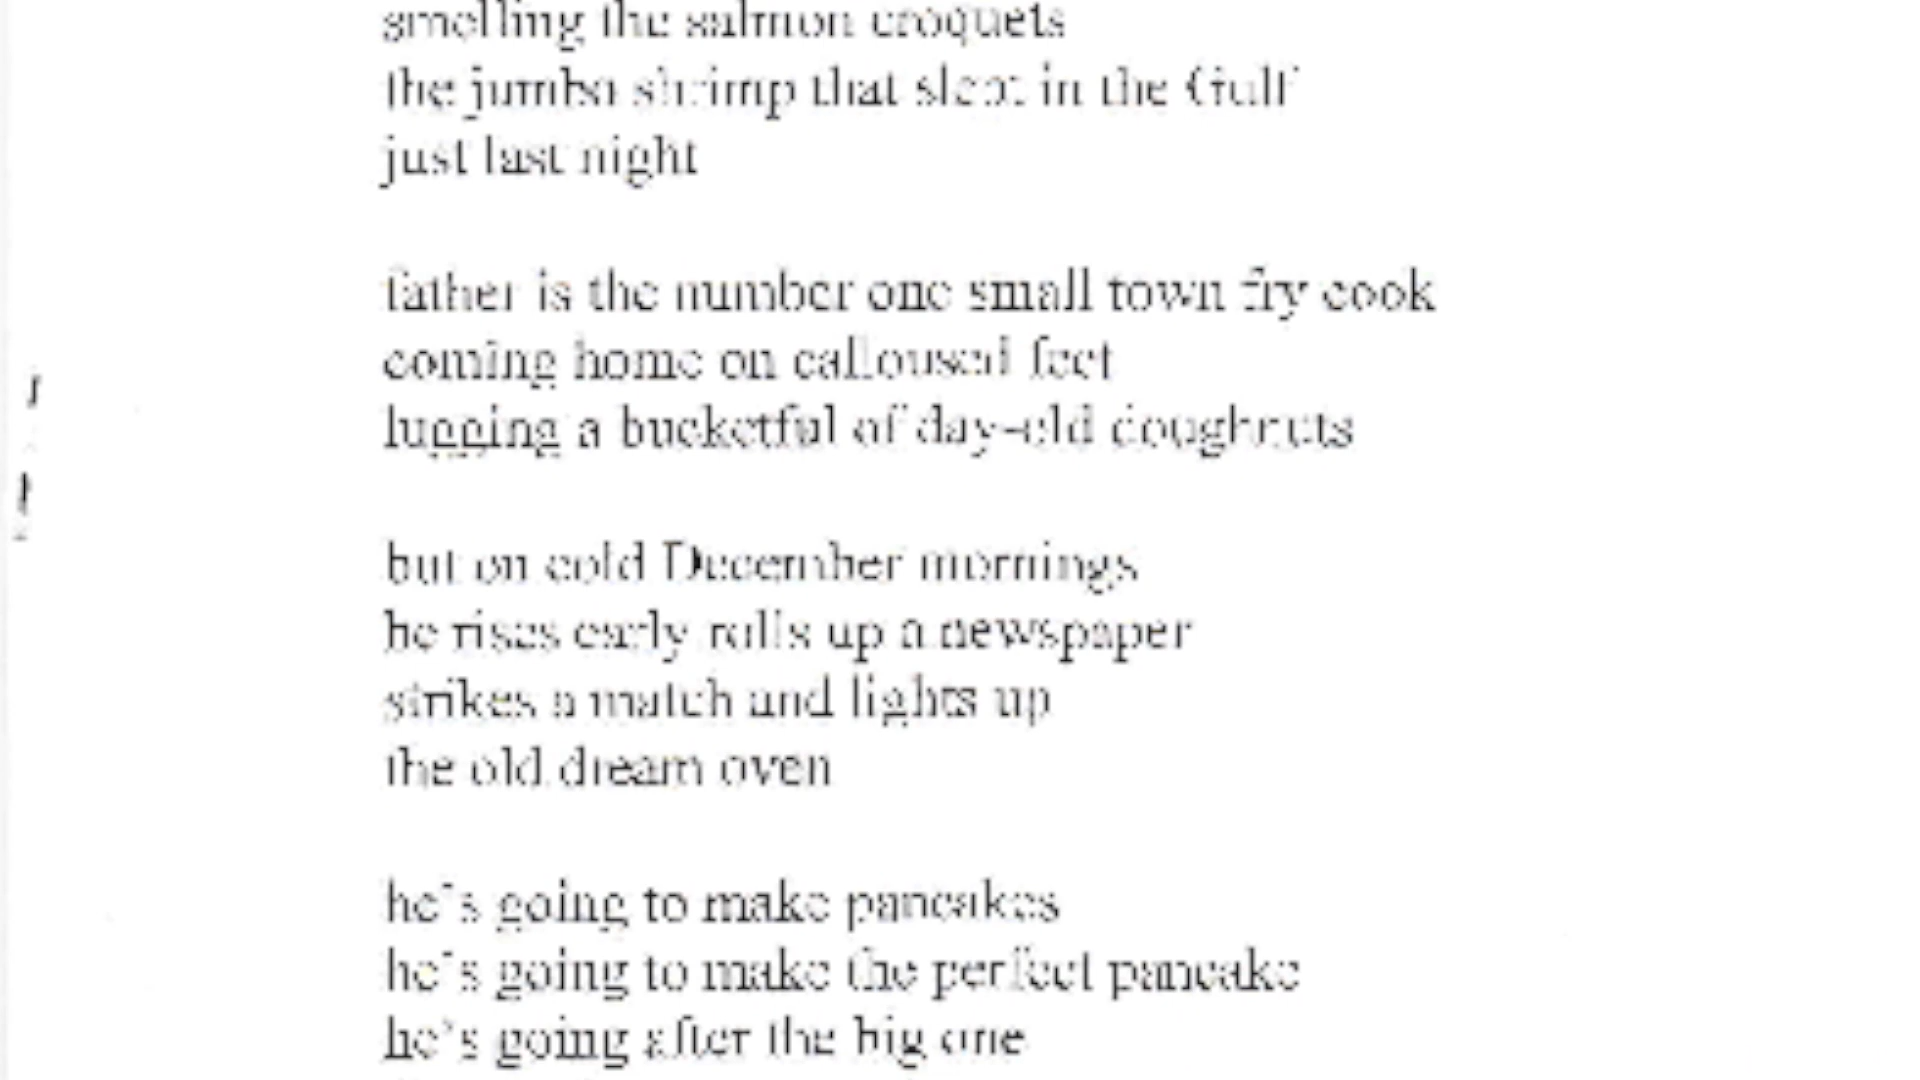 smelling the salmon croquets
the jumbo shrimp that slept in the Gulf
just last night
father is the number one small town fry cook
coming home on calloused feet
lugging a bucketful of day-old doughnuts
but on cold December mornings
he rises early rolls up a newspaper
strikes a match and lights up
the old dream oven
he's going to make pancakes
he's going to make the perfect pancake
he's going after the big one